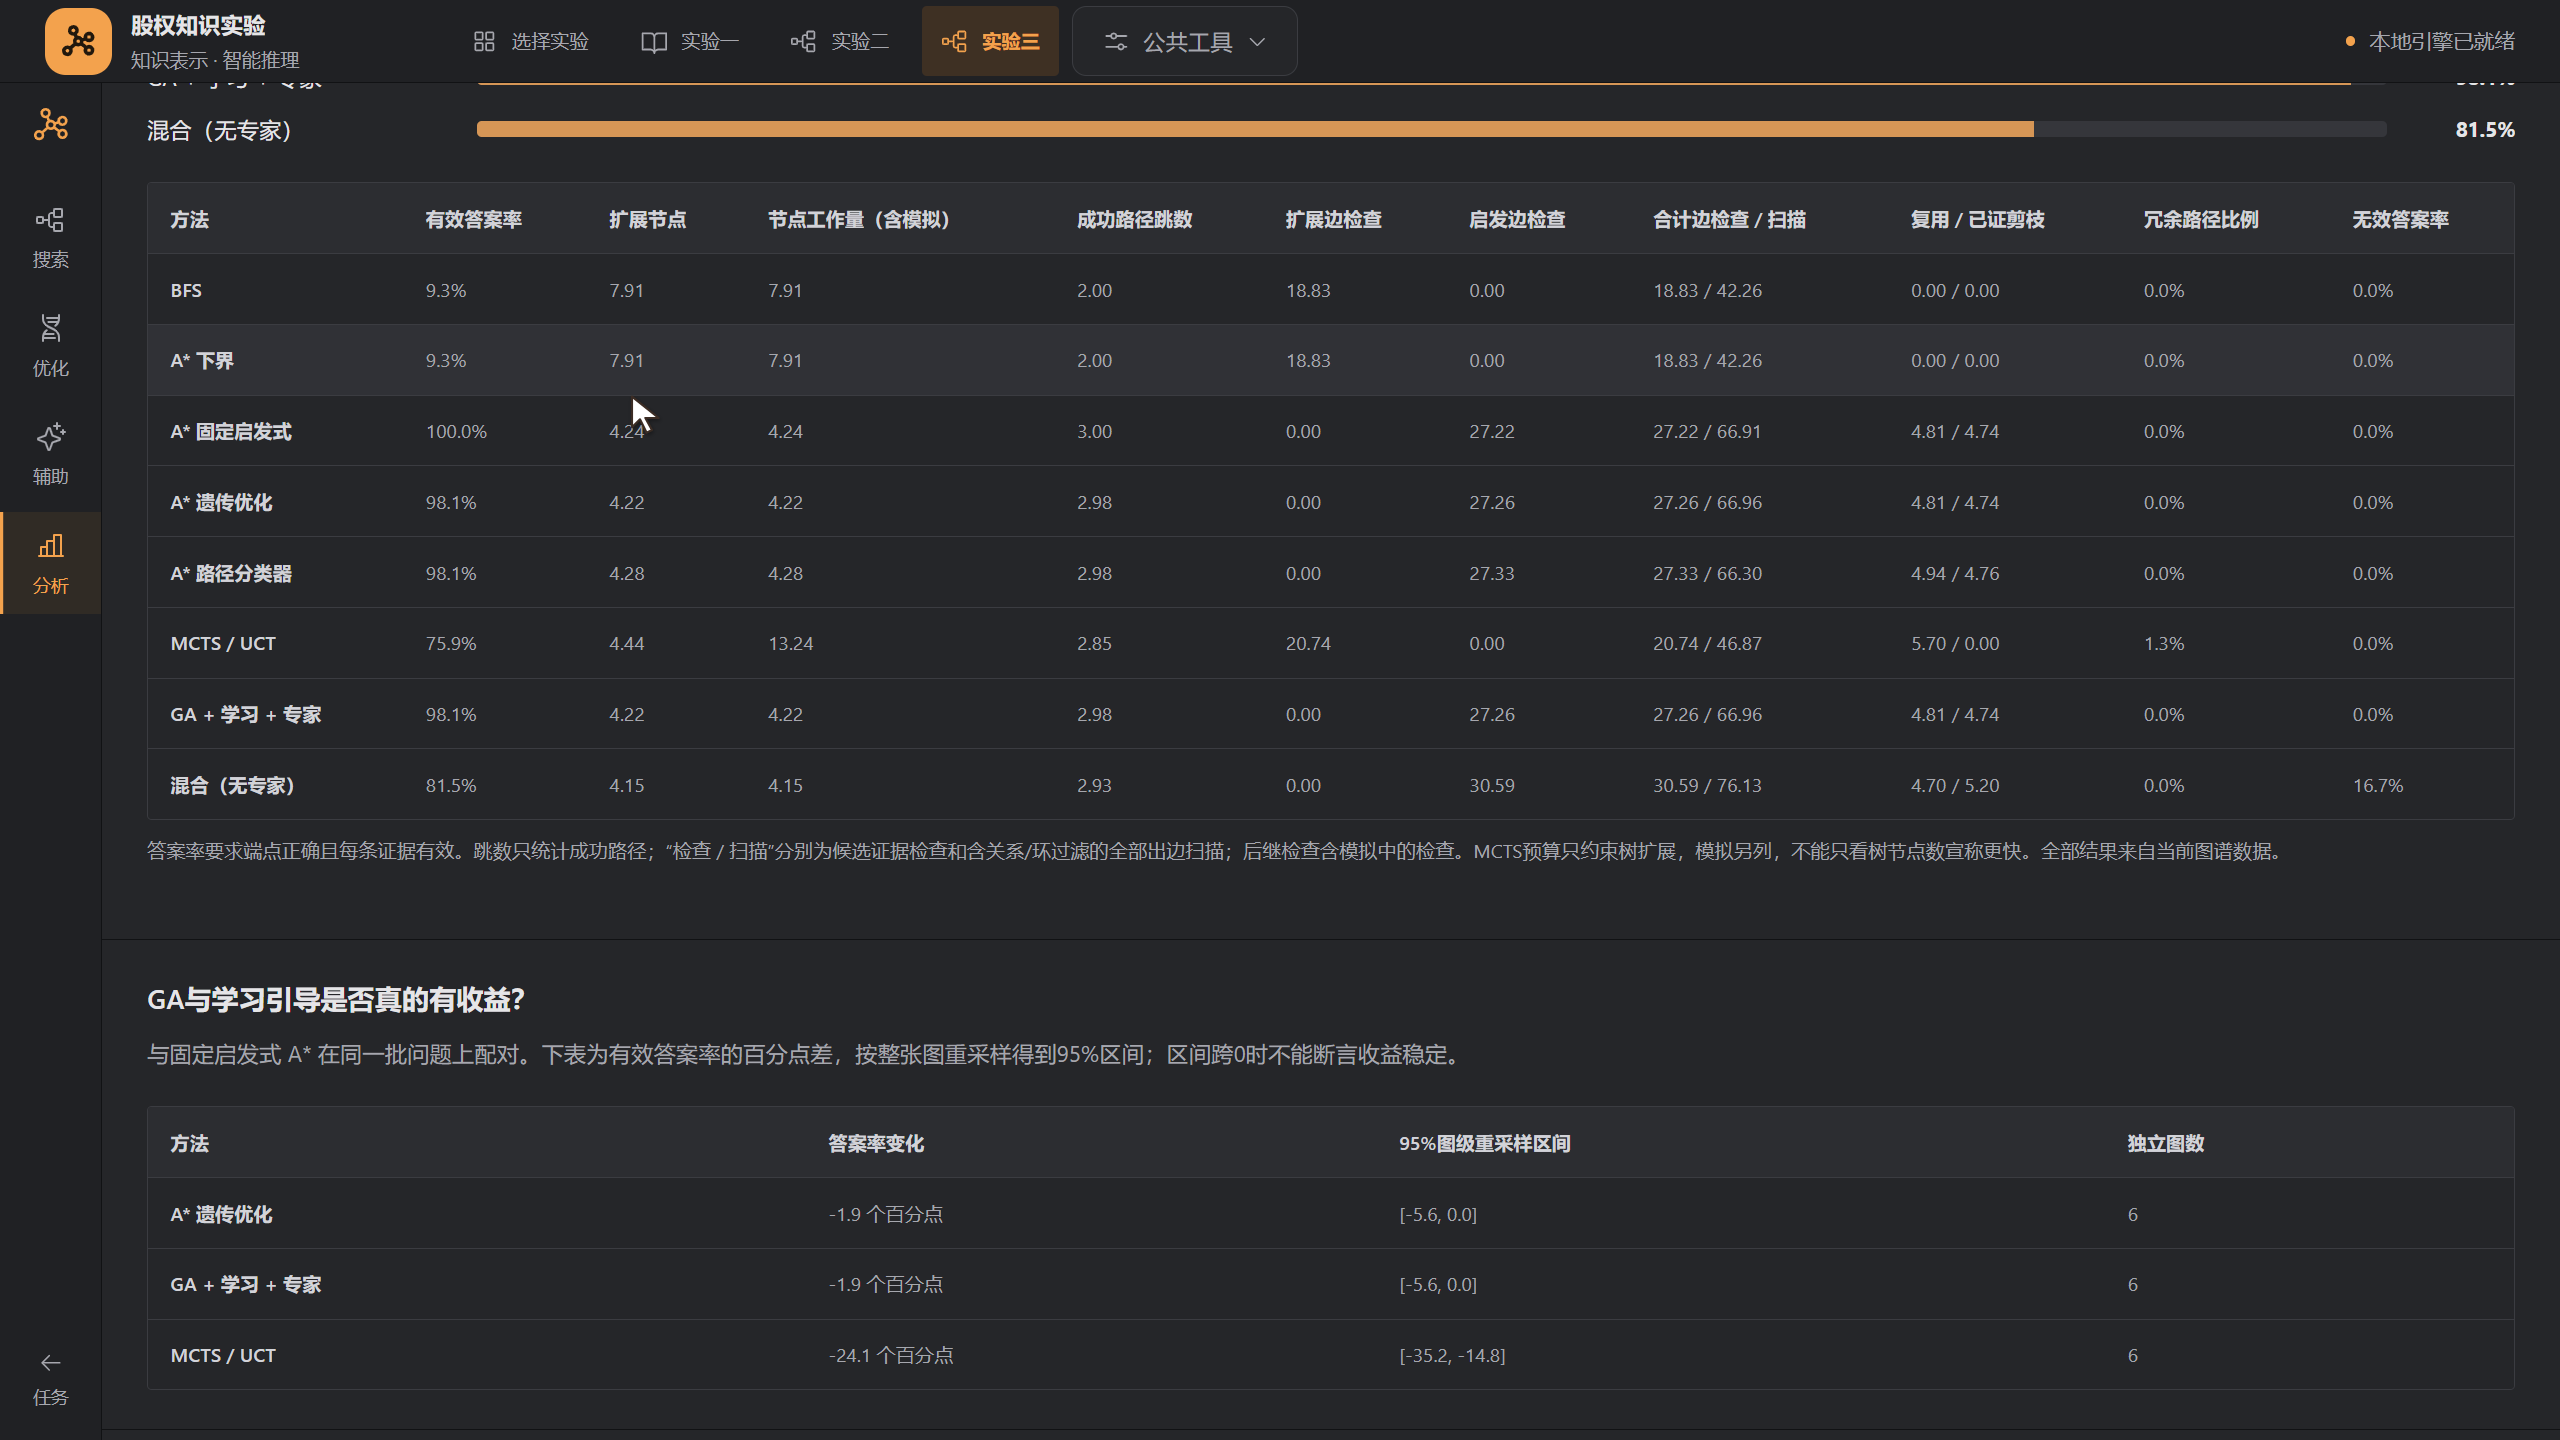 股权知识实验
知识表示 · 智能推理
选择实验
实验一
实验二
实验三
公共工具
本地引擎已就绪
搜索
优化
辅助
分析
任务
混合（无专家） 81.5%
方法 有效答案率 扩展节点 节点工作量（含模拟） 成功路径跳数 扩展边检查 启发边检查 合计边检查 / 扫描 复用 / 已证剪枝 冗余路径比例 无效答案率
BFS 9.3% 7.91 7.91 2.00 18.83 0.00 18.83 / 42.26 0.00 / 0.00 0.0% 0.0%
A* 下界 9.3% 7.91 7.91 2.00 18.83 0.00 18.83 / 42.26 0.00 / 0.00 0.0% 0.0%
A* 固定启发式 100.0% 4.24 4.24 3.00 0.00 27.22 27.22 / 66.91 4.81 / 4.74 0.0% 0.0%
A* 遗传优化 98.1% 4.22 4.22 2.98 0.00 27.26 27.26 / 66.96 4.81 / 4.74 0.0% 0.0%
A* 路径分类器 98.1% 4.28 4.28 2.98 0.00 27.33 27.33 / 66.30 4.94 / 4.76 0.0% 0.0%
MCTS / UCT 75.9% 4.44 13.24 2.85 20.74 0.00 20.74 / 46.87 5.70 / 0.00 1.3% 0.0%
GA + 学习 + 专家 98.1% 4.22 4.22 2.98 0.00 27.26 27.26 / 66.96 4.81 / 4.74 0.0% 0.0%
混合（无专家） 81.5% 4.15 4.15 2.93 0.00 30.59 30.59 / 76.13 4.70 / 5.20 0.0% 16.7%
答案率要求端点正确且每条证据有效。跳数只统计成功路径；“检查 / 扫描”分别为候选证据检查和含关系/环过滤的全部出边扫描；后继检查含模拟中的检查。MCTS预算只约束树扩展，模拟另列，不能只看树节点数宣称更快。全部结果来自当前图谱数据。
GA与学习引导是否真的有收益？
与固定启发式 A* 在同一批问题上配对。下表为有效答案率的百分点差，按整张图重采样得到95%区间；区间跨0时不能断言收益稳定。
方法 答案率变化 95%图级重采样区间 独立图数
A* 遗传优化 -1.9 个百分点 [-5.6, 0.0] 6
GA + 学习 + 专家 -1.9 个百分点 [-5.6, 0.0] 6
MCTS / UCT -24.1 个百分点 [-35.2, -14.8] 6